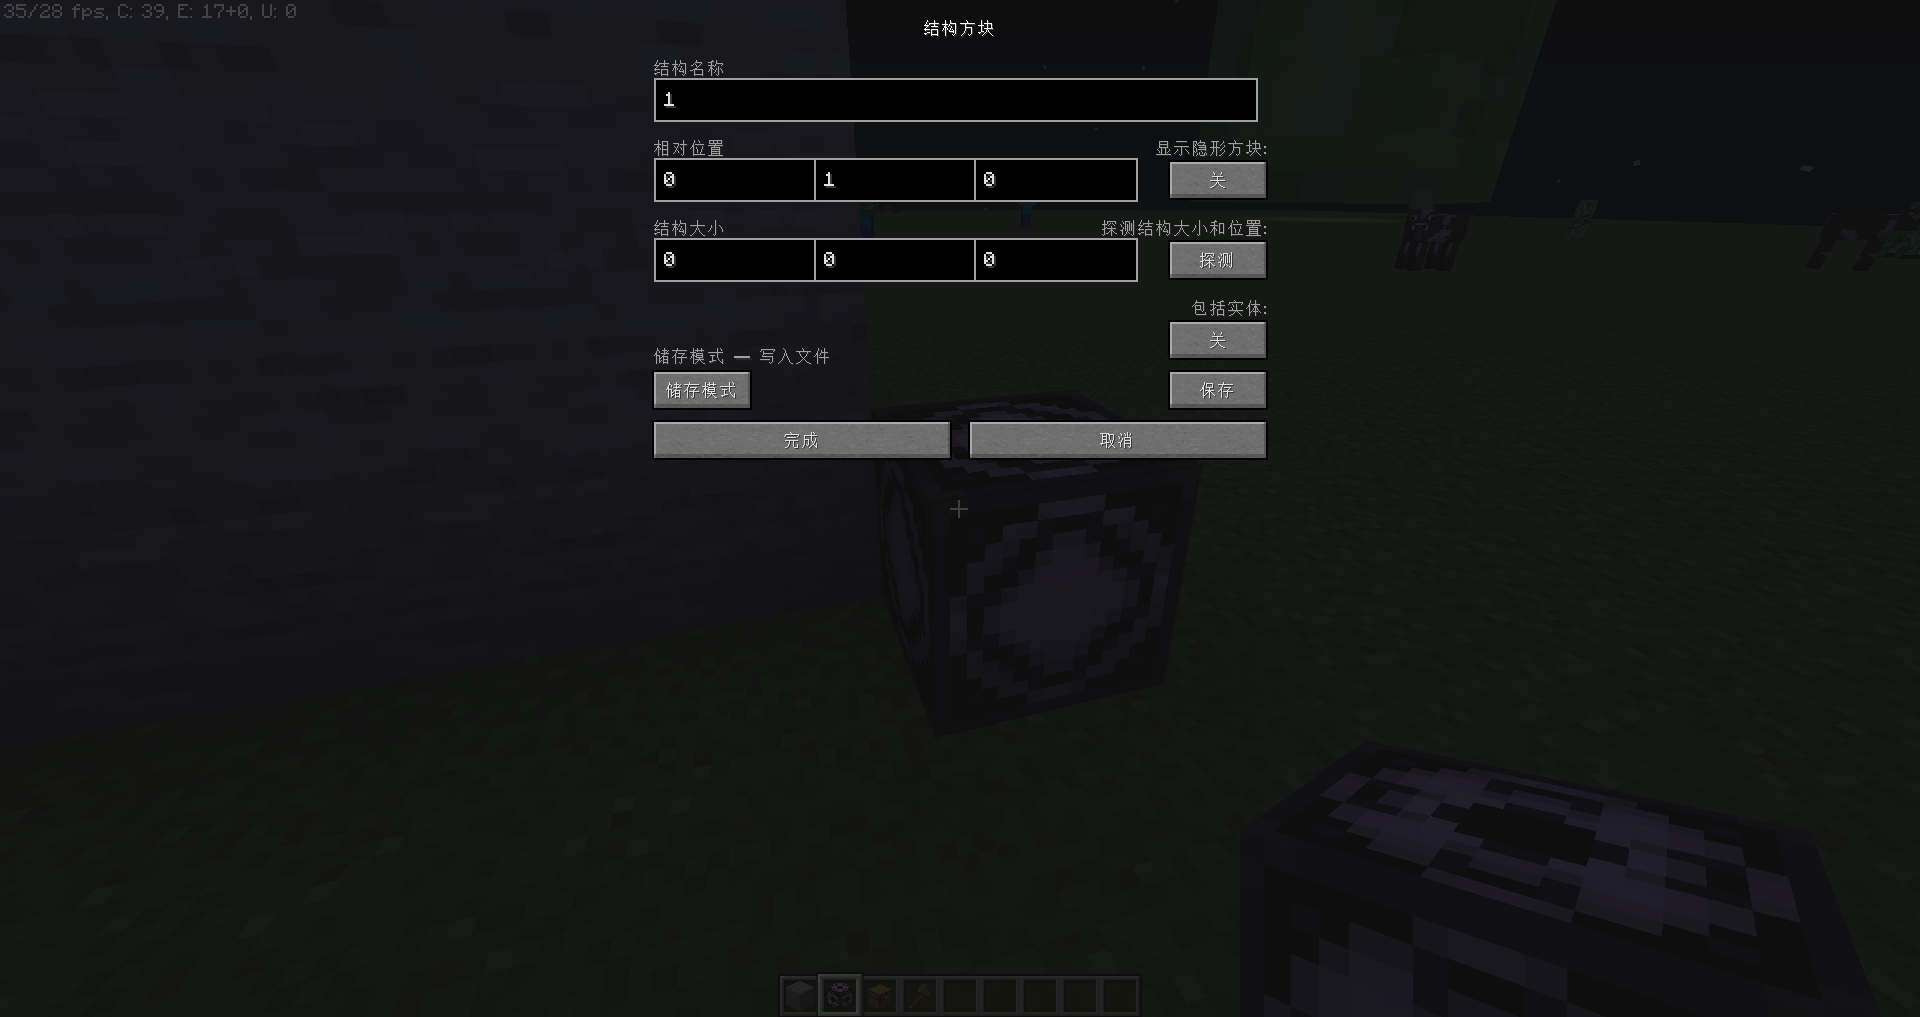 35/28 fps, C: 39, E: 17+0, U: 0
结构方块
结构名称
1
相对位置
显示隐形方块:
0 1 0
关
结构大小
探测结构大小和位置:
0 0 0
探测
包括实体:
关
储存模式 — 写入文件
储存模式
保存
完成
取消